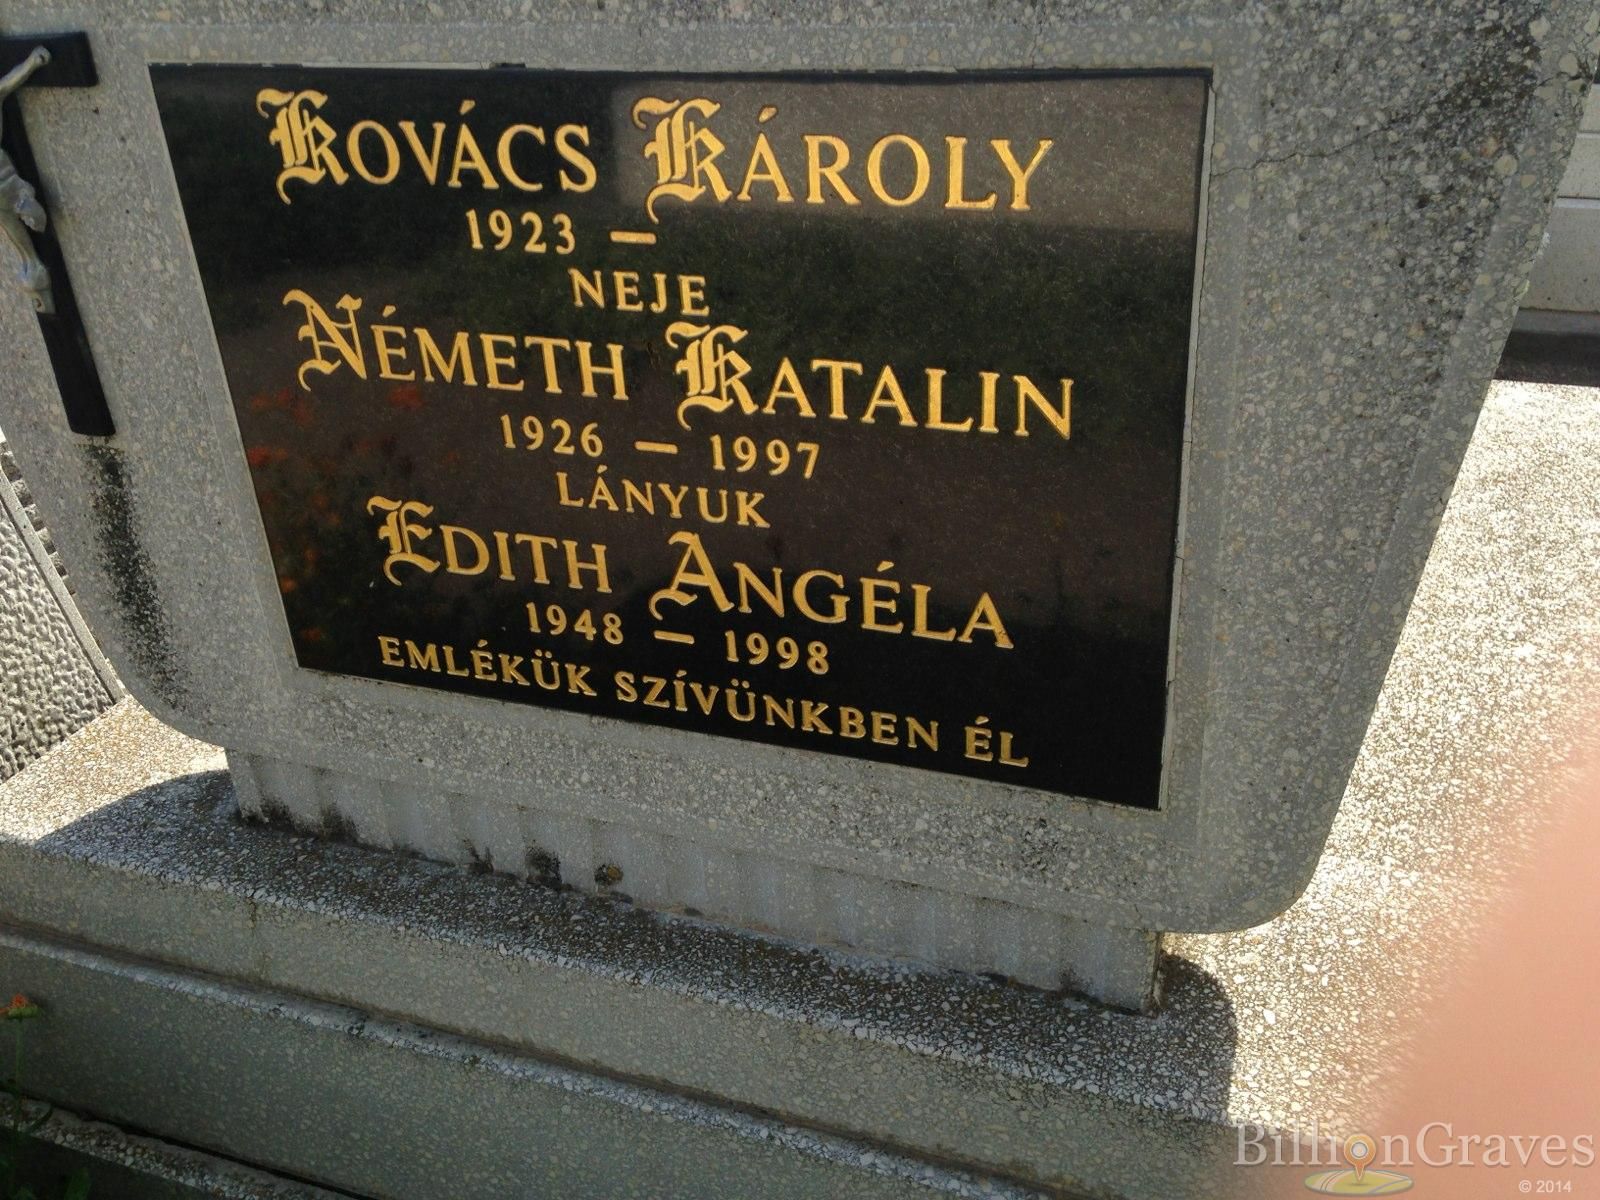 Kovács Károly
1923 –
NEJE
Németh Katalin
1926 – 1997
LÁNYUK
Edith Angéla
1948 – 1998
EMLÉKÜK SZÍVÜNKBEN ÉL
BillionGraves
© 2014